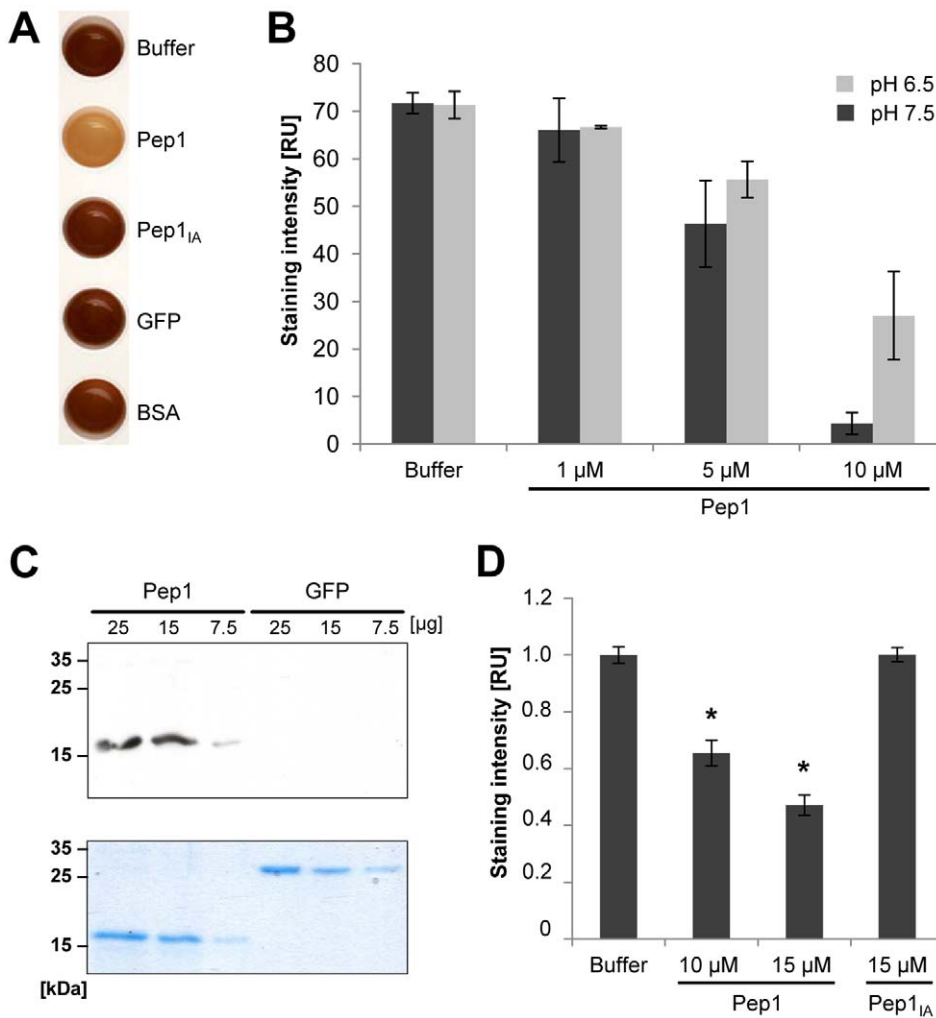 A
Buffer
Pep1
Pep1IA
GFP
BSA
B
Staining intensity [RU]
80
70
60
50
40
30
20
10
0
pH 6.5
pH 7.5
Buffer 1 µM 5 µM 10 µM
Pep1
C
Pep1 GFP
25 15 7.5 25 15 7.5 [µg]
35
25
15
35
25
15
[kDa]
D
Staining intensity [RU]
1.2
1.0
0.8
0.6
0.4
0.2
0
*
*
Buffer 10 µM 15 µM 15 µM
Pep1 Pep1IA